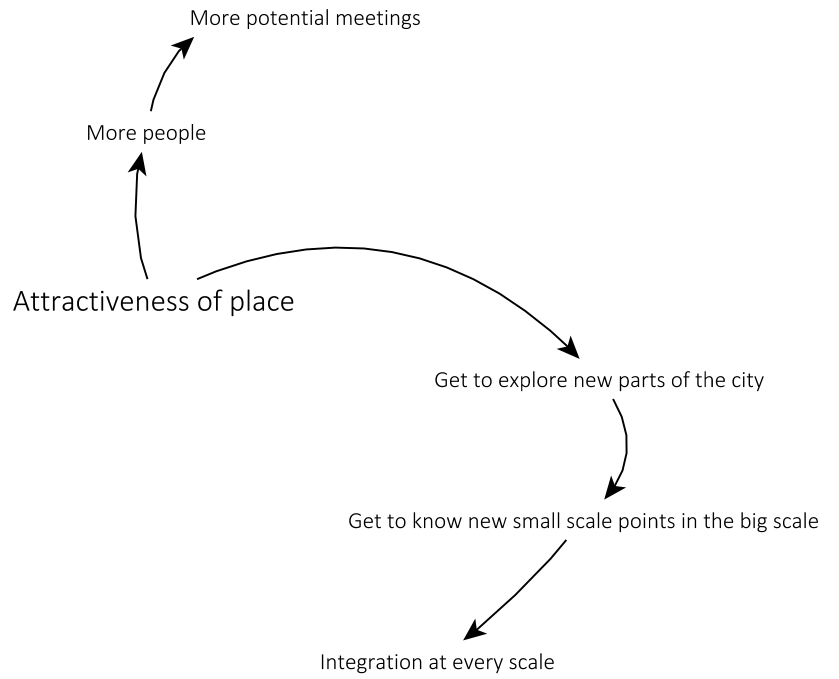 More potential meetings
More people
Attractiveness of place
Get to explore new parts of the city
Get to know new small scale points in the big scale
Integration at every scale